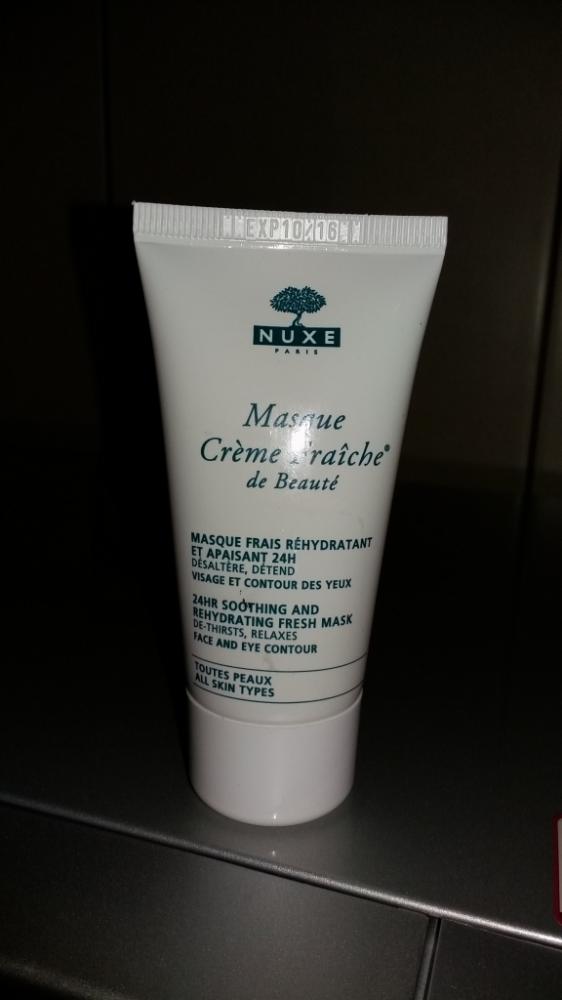 EXP10/16
NUXE
PARIS
Masque
Crème Fraîche®
de Beauté
MASQUE FRAIS RÉHYDRATANT
ET APAISANT 24H
DÉSALTÈRE, DÉTEND
VISAGE ET CONTOUR DES YEUX
24HR SOOTHING AND
REHYDRATING FRESH MASK
DE-THIRSTS, RELAXES
FACE AND EYE CONTOUR
TOUTES PEAUX
ALL SKIN TYPES